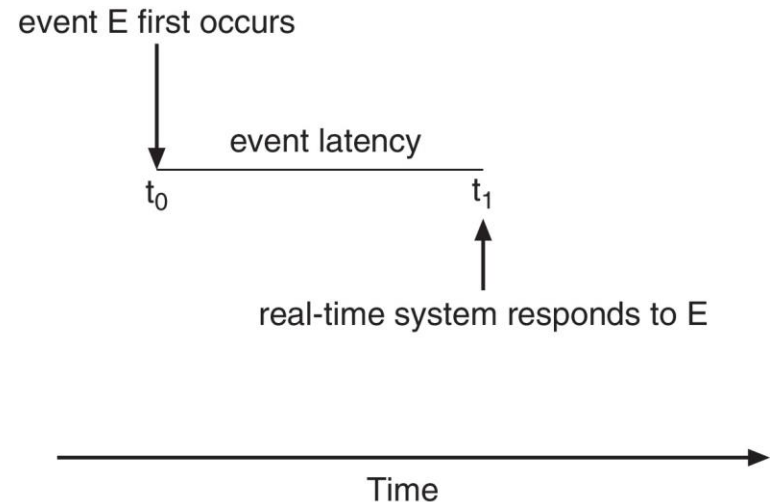 event E first occurs
event latency
t₀
t₁
real-time system responds to E
Time